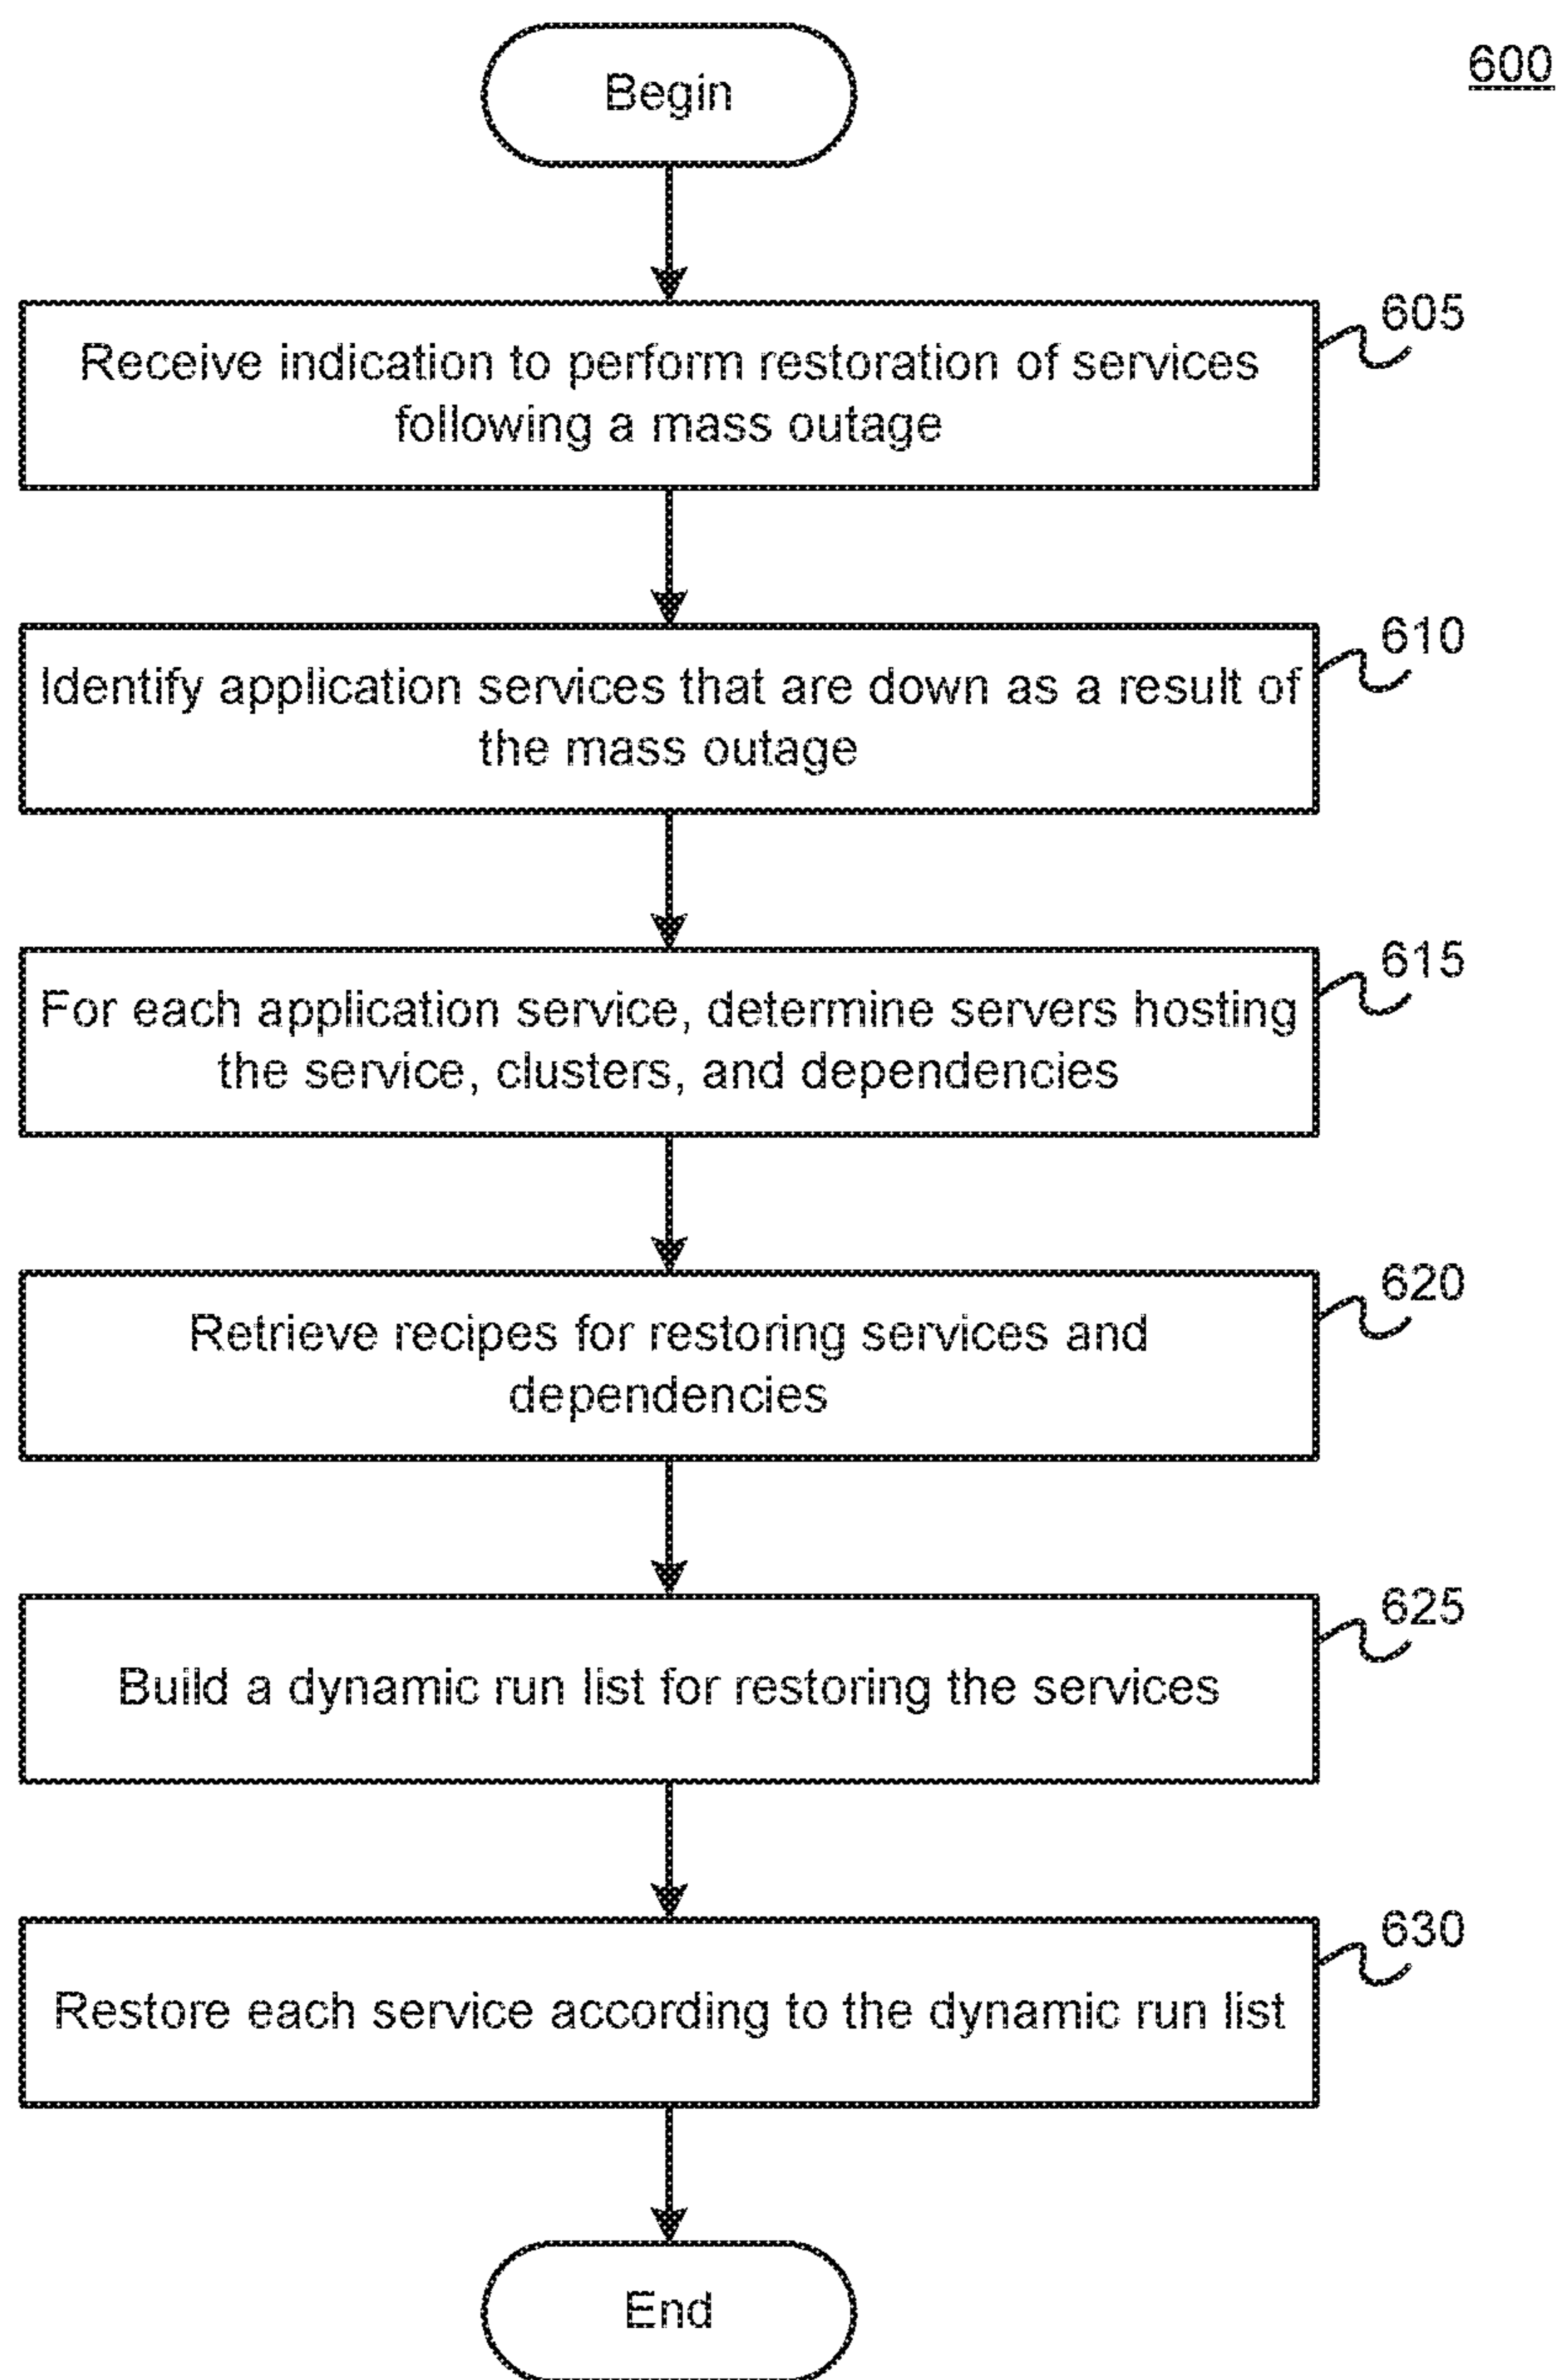 Begin
600
Receive indication to perform restoration of services
following a mass outage
605
Identify application services that are down as a result of
the mass outage
610
For each application service, determine servers hosting
the service, clusters, and dependencies
615
Retrieve recipes for restoring services and
dependencies
620
Build a dynamic run list for restoring the services
625
Restore each service according to the dynamic run list
630
End